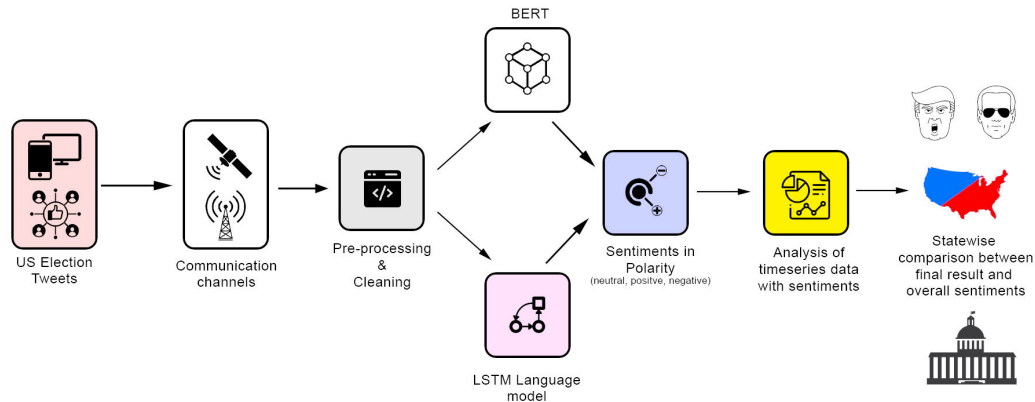 BERT
US Election
Tweets
Communication
channels
</>
Pre-processing
&
Cleaning
Sentiments in
Polarity
(neutral, positve, negative)
Analysis of
timeseries data
with sentiments
Statewise
comparison between
final result and
overall sentiments
LSTM Language
model